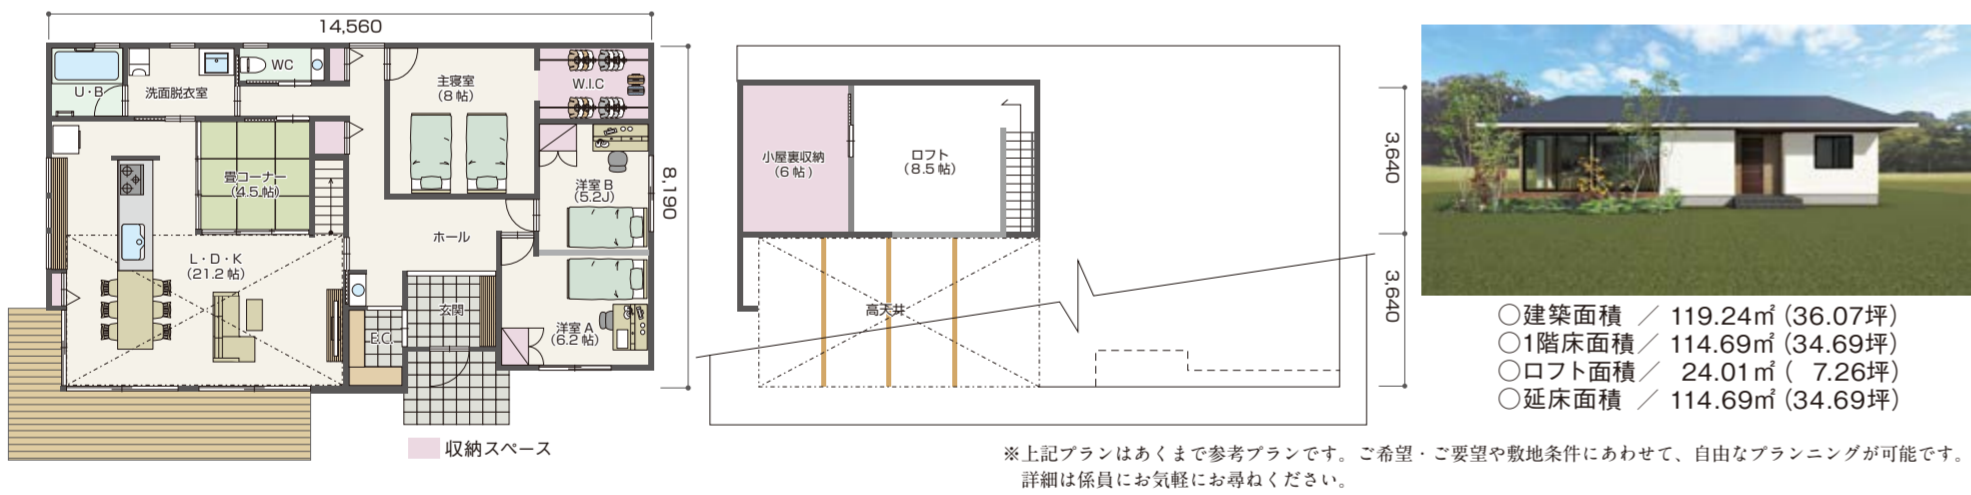 14,560
U・B
洗面脱衣室
WC
主寝室
(8 帖)
W.I.C
畳コーナー
(4.5 帖)
洋室 B
(5.2J)
8,190
ホール
L・D・K
(21.2 帖)
玄関
E.C.
洋室 A
(6.2 帖)
収納スペース
小屋裏収納
(6 帖)
ロフト
(8.5 帖)
高天井
3,640
3,640
○建築面積 / 119.24㎡ (36.07坪)
○1階床面積/ 114.69㎡ (34.69坪)
○ロフト面積/ 24.01㎡ ( 7.26坪)
○延床面積 / 114.69㎡ (34.69坪)
※上記プランはあくまで参考プランです。ご希望・ご要望や敷地条件にあわせて、自由なプランニングが可能です。
詳細は係員にお気軽にお尋ねください。